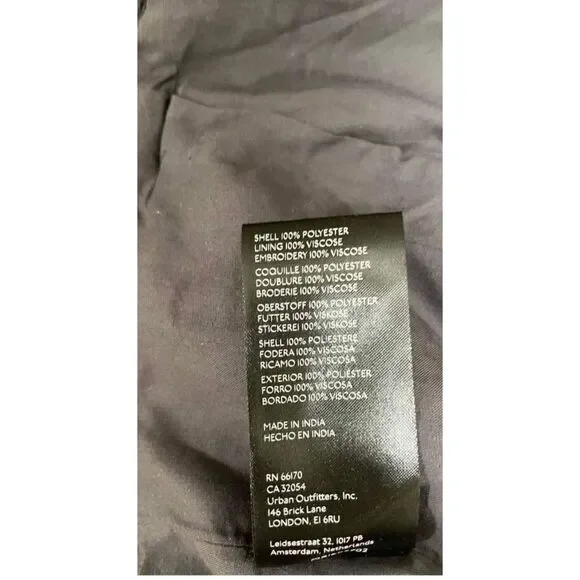 SHELL 100% POLYESTER
LINING 100% VISCOSE
EMBROIDERY 100% VISCOSE
COQUILLE 100% POLYESTER
DOUBLURE 100% VISCOSE
BRODERIE 100% VISCOSE
OBERSTOFF 100% POLYESTER
FUTTER 100% VISKOSE
STICKEREI 100% VISKOSE
SHELL 100% POLIESTERE
FODERA 100% VISCOSA
RICAMO 100% VISCOSA
EXTERIOR 100% POLIÉSTER
FORRO 100% VISCOSA
BORDADO 100% VISCOSA
MADE IN INDIA
HECHO EN INDIA
RN 66170
CA 32054
Urban Outfitters, Inc.
146 Brick Lane
LONDON, E1 6RU
Leidsestraat 32, 1017 PB
Amsterdam, Netherlands